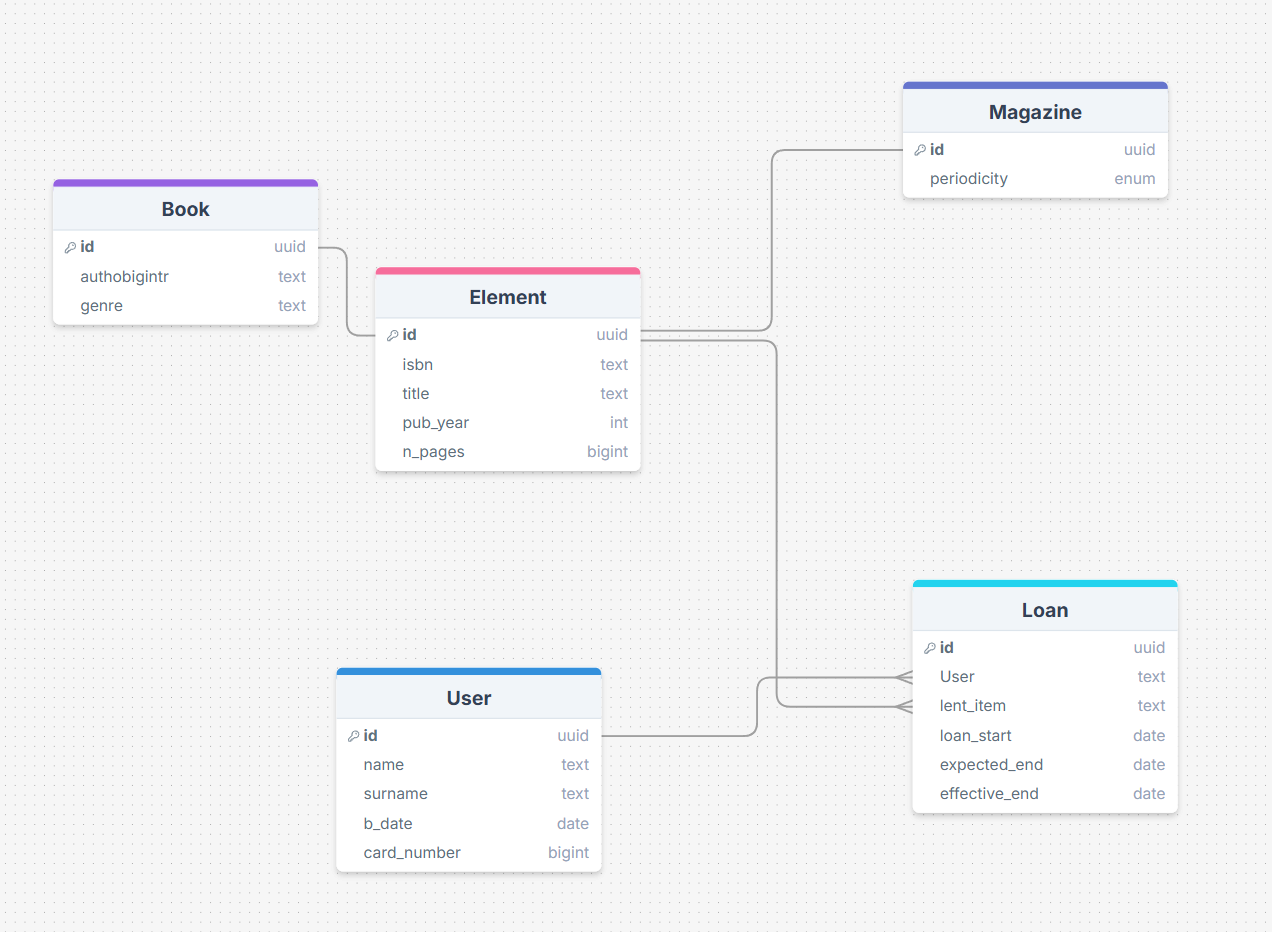 Magazine
id uuid
periodicity enum
Book
id uuid
authobigintr text
genre text
Element
id uuid
isbn text
title text
pub_year int
n_pages bigint
Loan
id uuid
User text
lent_item text
loan_start date
expected_end date
effective_end date
User
id uuid
name text
surname text
b_date date
card_number bigint